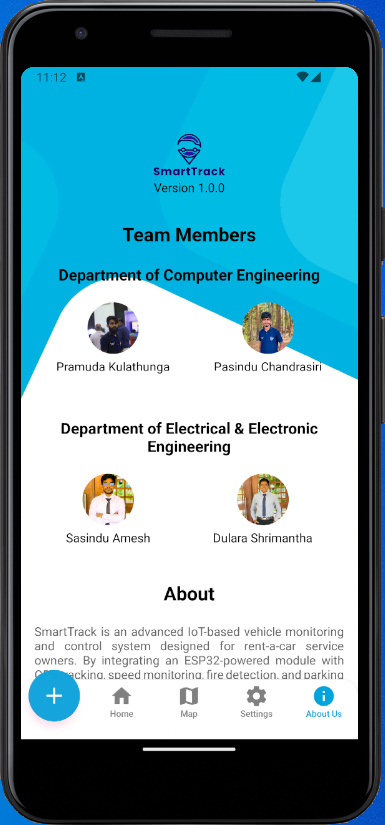 11:12
SmartTrack
Version 1.0.0
Team Members
Department of Computer Engineering
Pramuda Kulathunga
Pasindu Chandrasiri
Department of Electrical & Electronic
Engineering
Sasindu Amesh
Dulara Shrimantha
About
SmartTrack is an advanced IoT-based vehicle monitoring
and control system designed for rent-a-car service
owners. By integrating an ESP32-powered module with
tracking, speed monitoring, fire detection, and parking
Home
Map
Settings
About Us